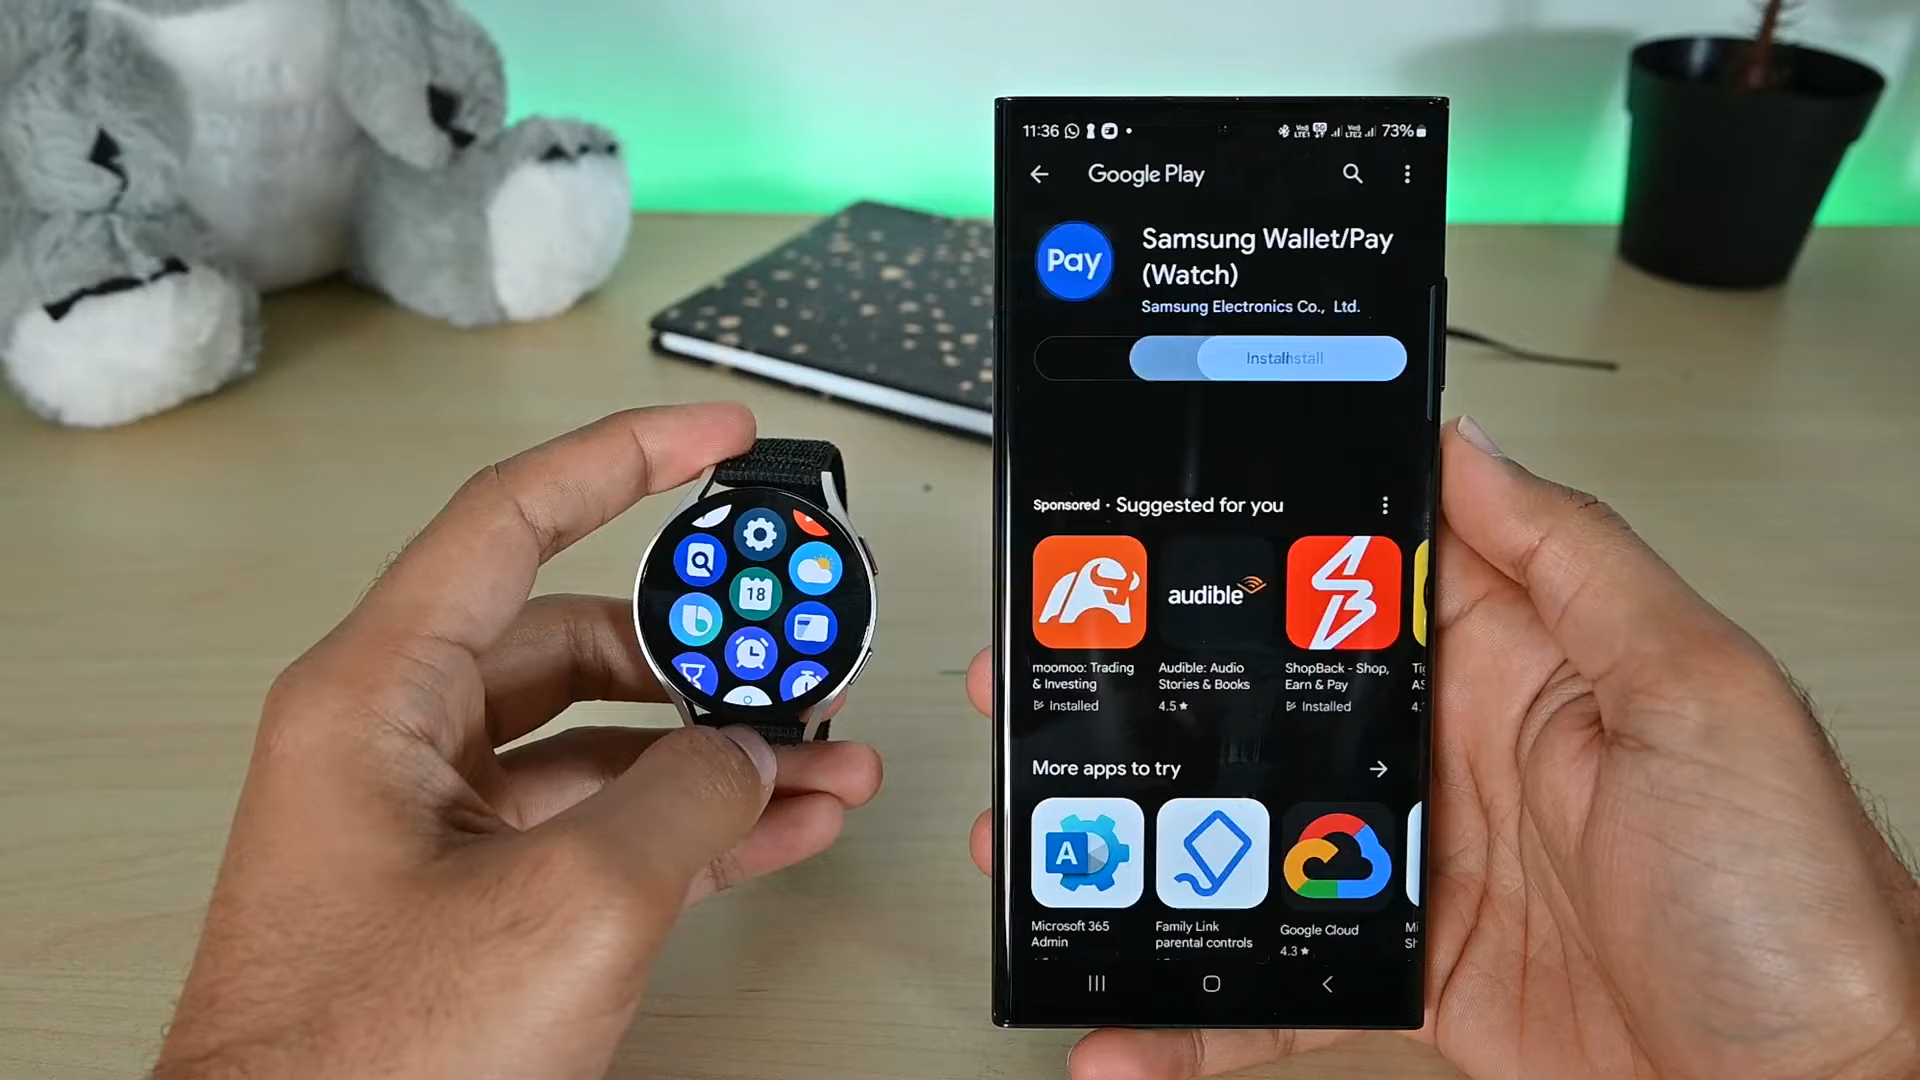 11:36
73%
Google Play
Pay
Samsung Wallet/Pay
(Watch)
Samsung Electronics Co., Ltd.
Install
Sponsored · Suggested for you
audible
moomoo: Trading
& Investing
Installed
Audible: Audio
Stories & Books
4.5★
ShopBack - Shop,
Earn & Pay
Installed
More apps to try
A
Microsoft 365
Admin
Family Link
parental controls
Google Cloud
4.3★
18